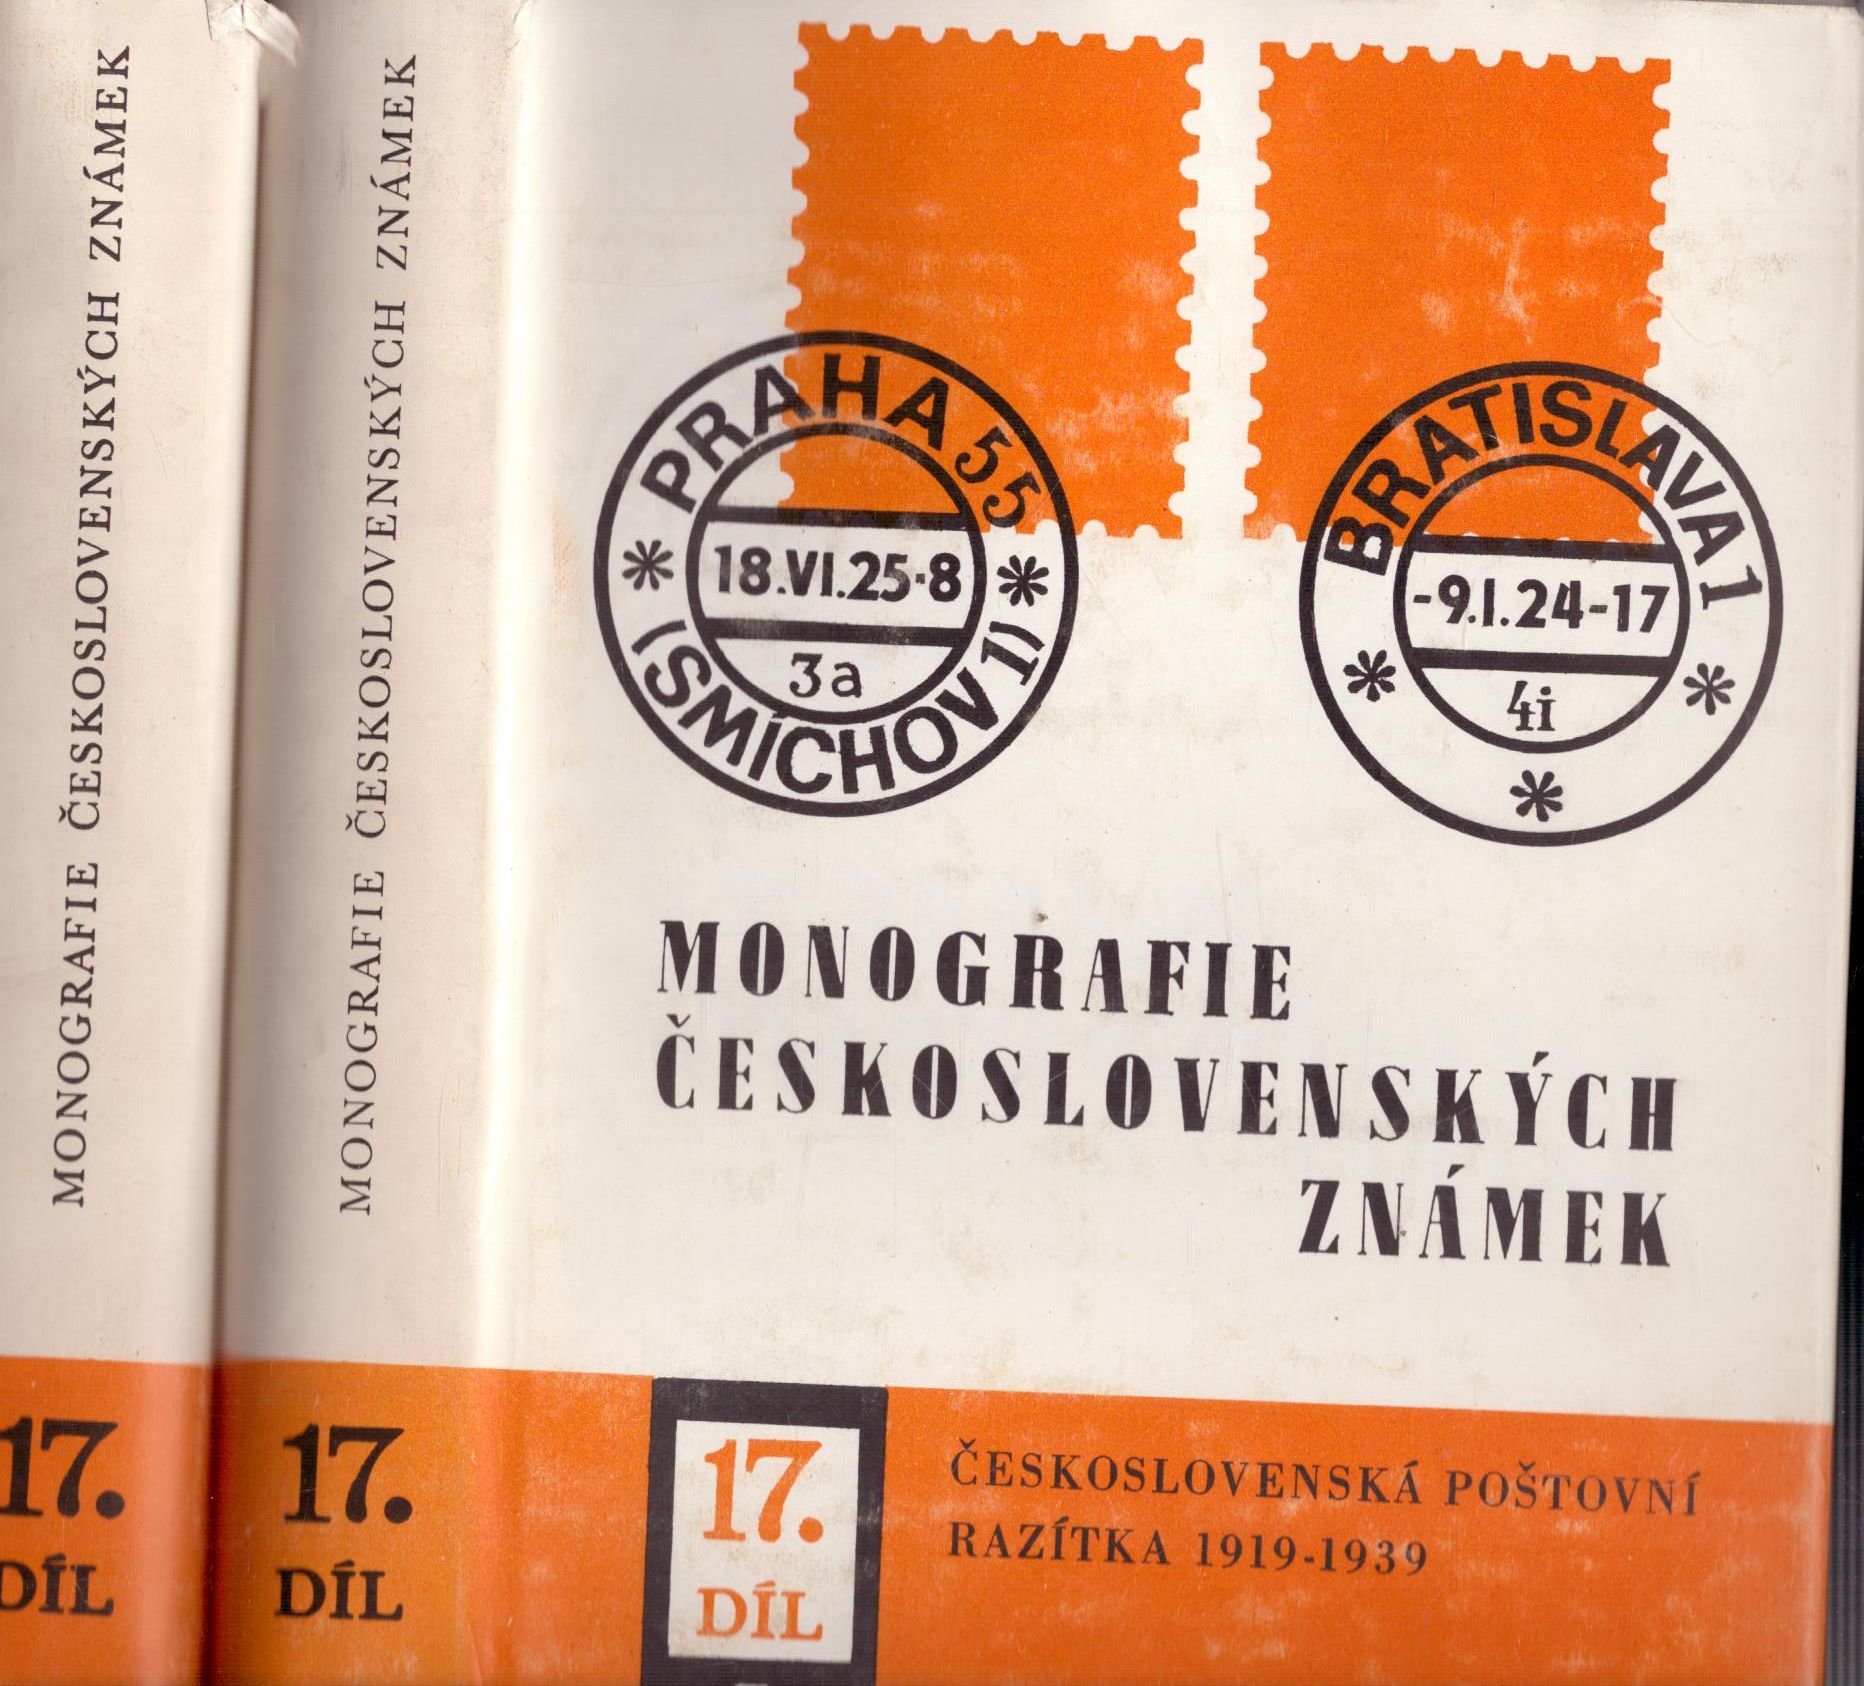 MONOGRAFIE ČESKOSLOVENSKÝCH ZNÁMEK
17.
DÍL
MONOGRAFIE ČESKOSLOVENSKÝCH ZNÁMEK
17.
DÍL
PRAHA 55
18.VI.25·8
3a
(SMÍCHOV 1)
BRATISLAVA 1
-9.I.24-17
4i
MONOGRAFIE
ČESKOSLOVENSKÝCH
ZNÁMEK
17.
DÍL
ČESKOSLOVENSKÁ POŠTOVNÍ
RAZÍTKA 1919-1939